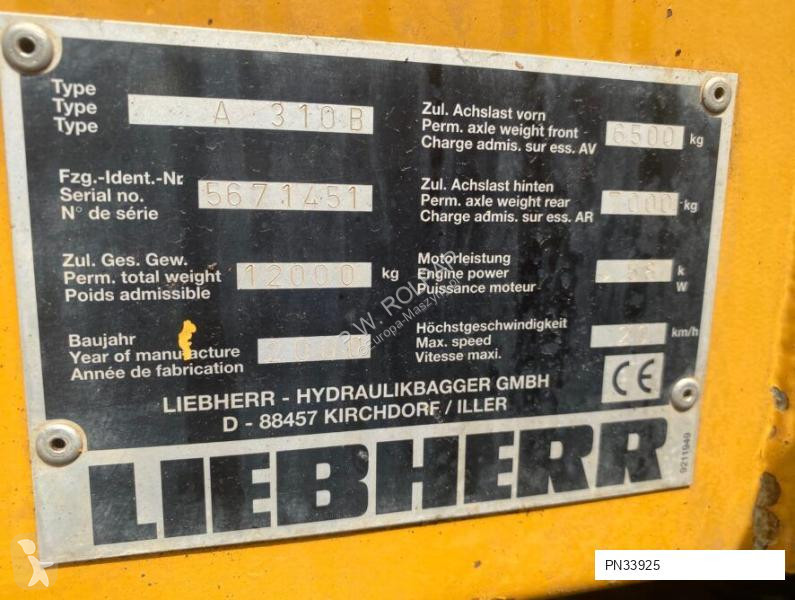 Type
Type
Type
A 310 B
Zul. Achslast vorn
Perm. axle weight front
Charge admis. sur ess. AV
6500 kg
Fzg.-Ident.-Nr.
Serial no.
N° de série
5671451
Zul. Achslast hinten
Perm. axle weight rear
Charge admis. sur ess. AR
7000 kg
Zul. Ges. Gew.
Perm. total weight
Poids admissible
12000 kg
Motorleistung
Engine power
Puissance moteur
k
W
Baujahr
Year of manufacture
Année de fabrication
Höchstgeschwindigkeit
Max. speed
Vitesse maxi.
km/h
CE
LIEBHERR - HYDRAULIKBAGGER GMBH
D - 88457 KIRCHDORF / ILLER
LIEBHERR
9211949
PN33925